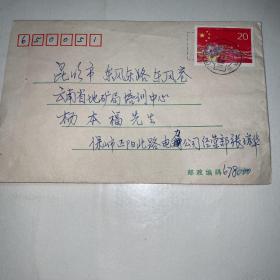 650051
20
昆明市东风东路东风巷
云南省地矿局培训中心
杨本福先生
保山市正阳北路电力公司经营部张
邮政编码678000